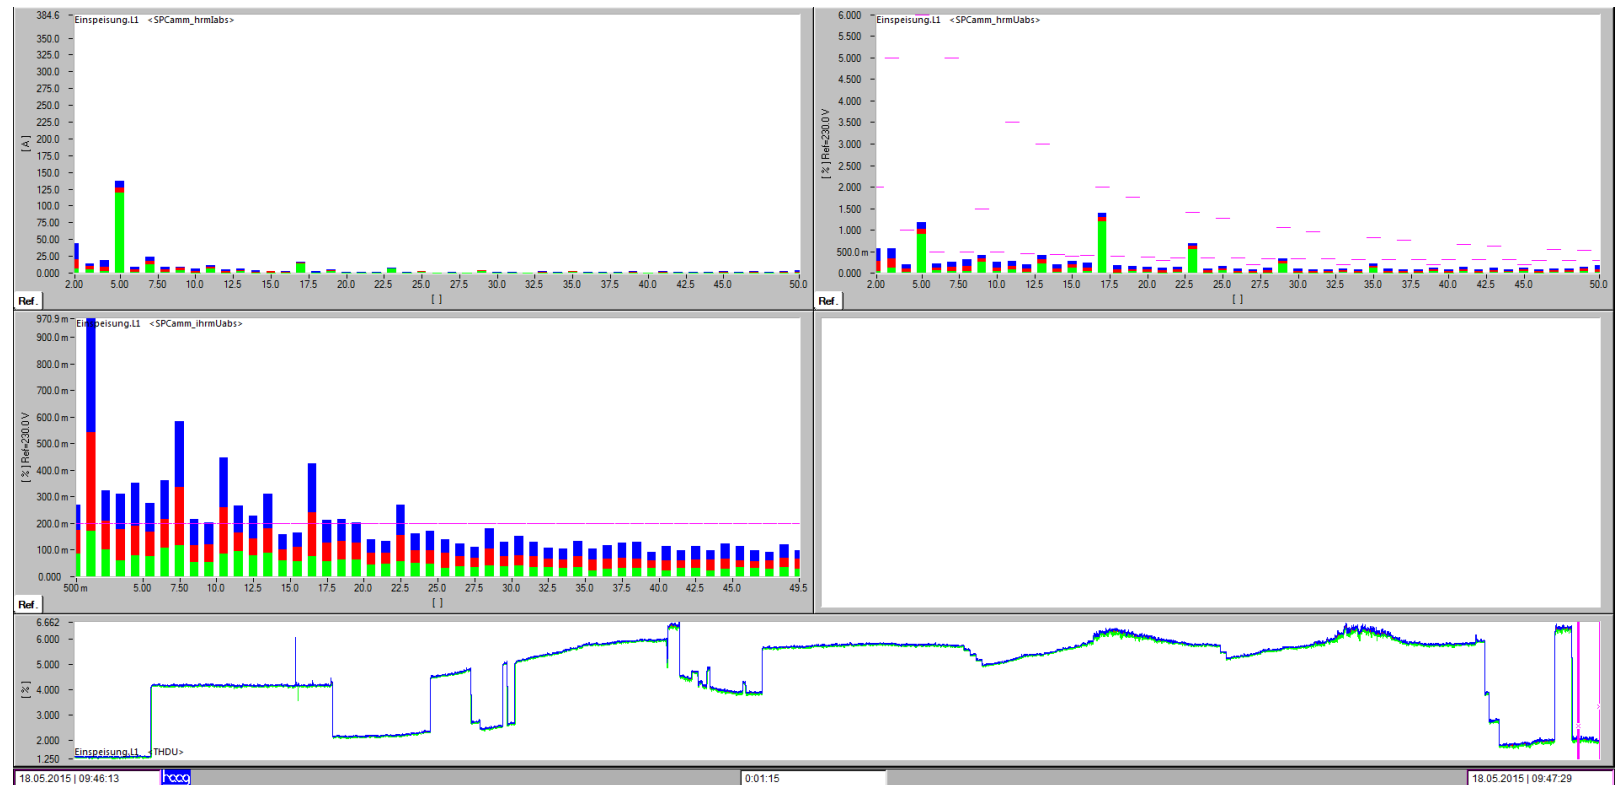 Einspeisung.L1 <SPCamm_hrmIabs>
384.6
350.0
325.0
300.0
275.0
250.0
225.0
200.0
175.0
150.0
125.0
100.0
75.00
50.00
25.00
0.000
[ A ]
2.00 5.00 7.50 10.0 12.5 15.0 17.5 20.0 22.5 25.0 27.5 30.0 32.5 35.0 37.5 40.0 42.5 45.0 50.0
[ ]
Ref.
Einspeisung.L1 <SPCamm_hrmUabs>
6.000
5.500
5.000
4.500
4.000
3.500
3.000
2.500
2.000
1.500
1.000
500.0 m
0.000
[ % ] Ref=230.0 V
2.00 5.00 7.50 10.0 12.5 15.0 17.5 20.0 22.5 25.0 27.5 30.0 32.5 35.0 37.5 40.0 42.5 45.0 50.0
[ ]
Ref.
Einspeisung.L1 <SPCamm_ihrmUabs>
970.9 m
900.0 m
800.0 m
700.0 m
600.0 m
500.0 m
400.0 m
300.0 m
200.0 m
100.0 m
0.000
[ % ] Ref=230.0 V
500 m 5.00 7.50 10.0 12.5 15.0 17.5 20.0 22.5 25.0 27.5 30.0 32.5 35.0 37.5 40.0 42.5 45.0 49.5
[ ]
Ref.
6.662
6.000
5.000
4.000
3.000
2.000
1.250
[ % ]
Einspeisung.L1 <THDU>
18.05.2015 | 09:46:13
haag
0:01:15
18.05.2015 | 09:47:29